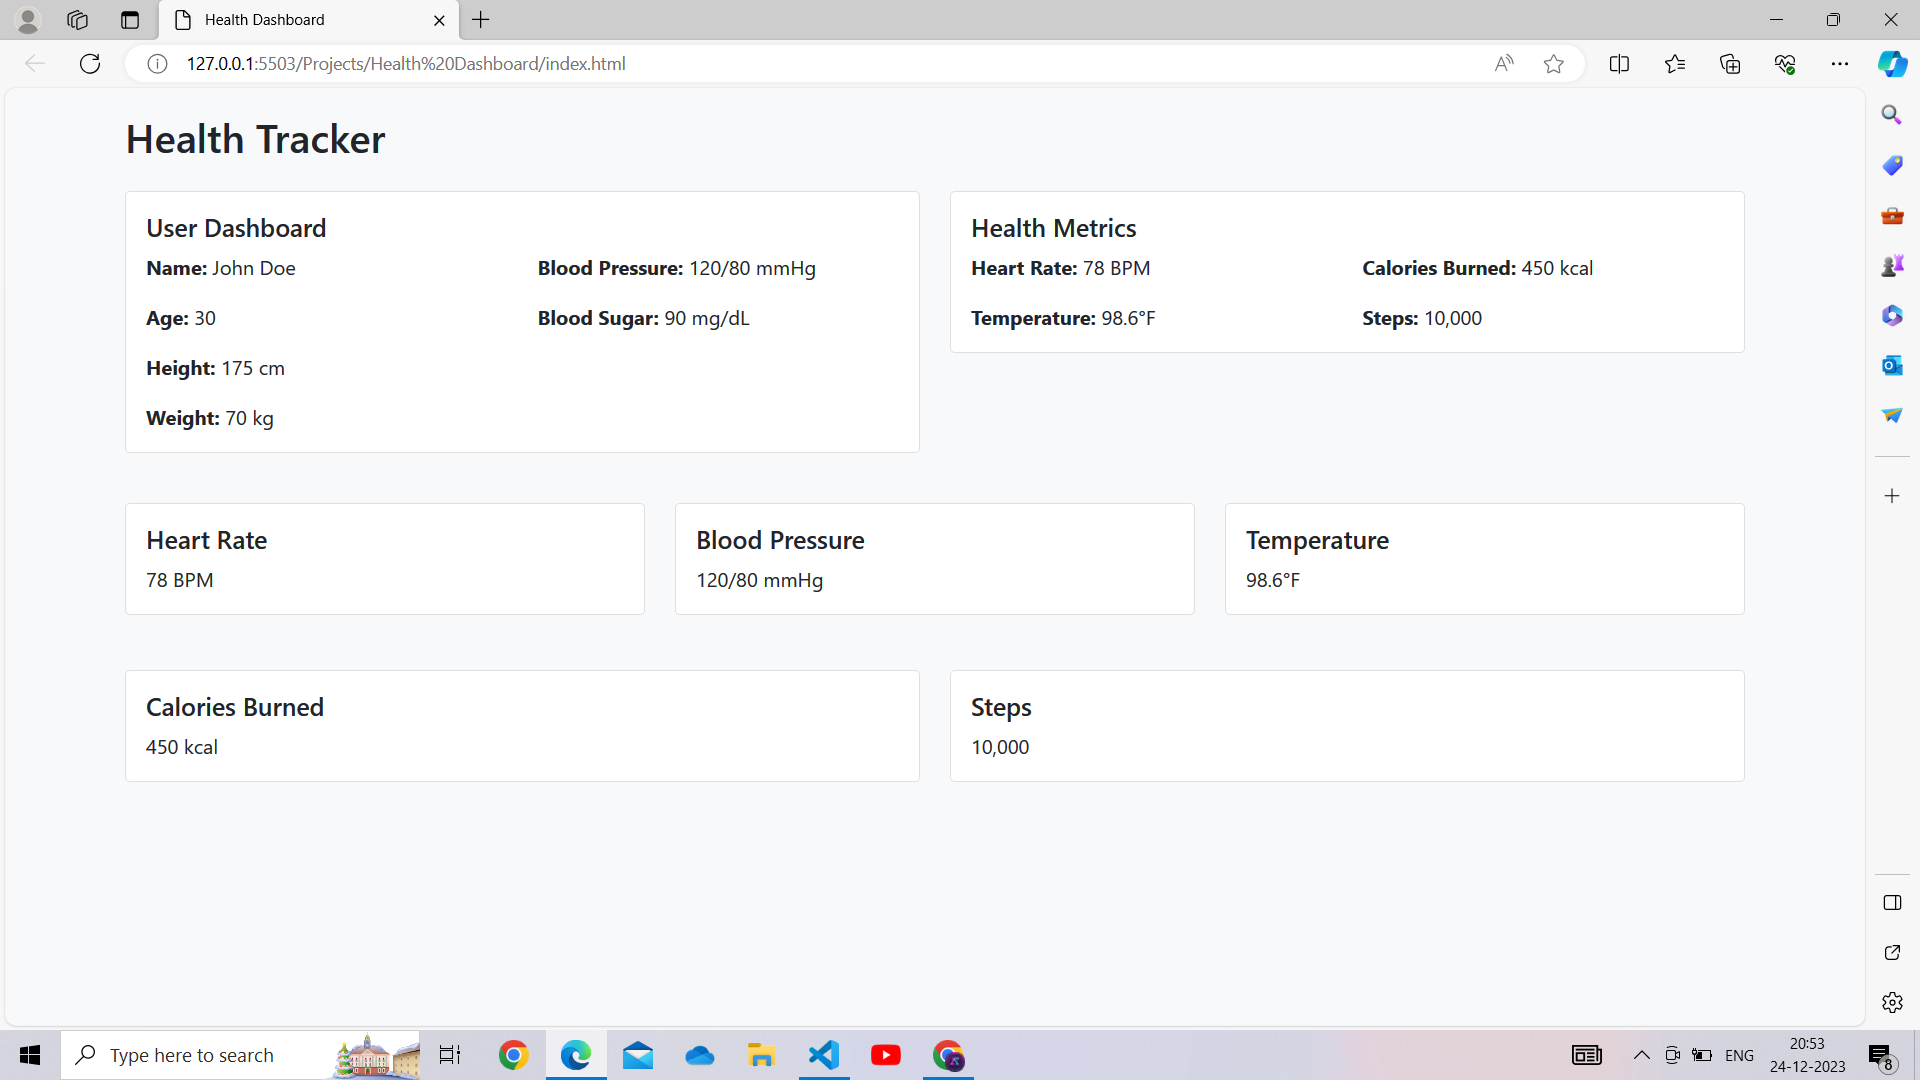 Health Dashboard
127.0.0.1:5503/Projects/Health%20Dashboard/index.html
Health Tracker
User Dashboard
Name: John Doe
Age: 30
Height: 175 cm
Weight: 70 kg
Blood Pressure: 120/80 mmHg
Blood Sugar: 90 mg/dL
Health Metrics
Heart Rate: 78 BPM
Temperature: 98.6°F
Calories Burned: 450 kcal
Steps: 10,000
Heart Rate
78 BPM
Blood Pressure
120/80 mmHg
Temperature
98.6°F
Calories Burned
450 kcal
Steps
10,000
Type here to search
ENG
20:53
24-12-2023
8